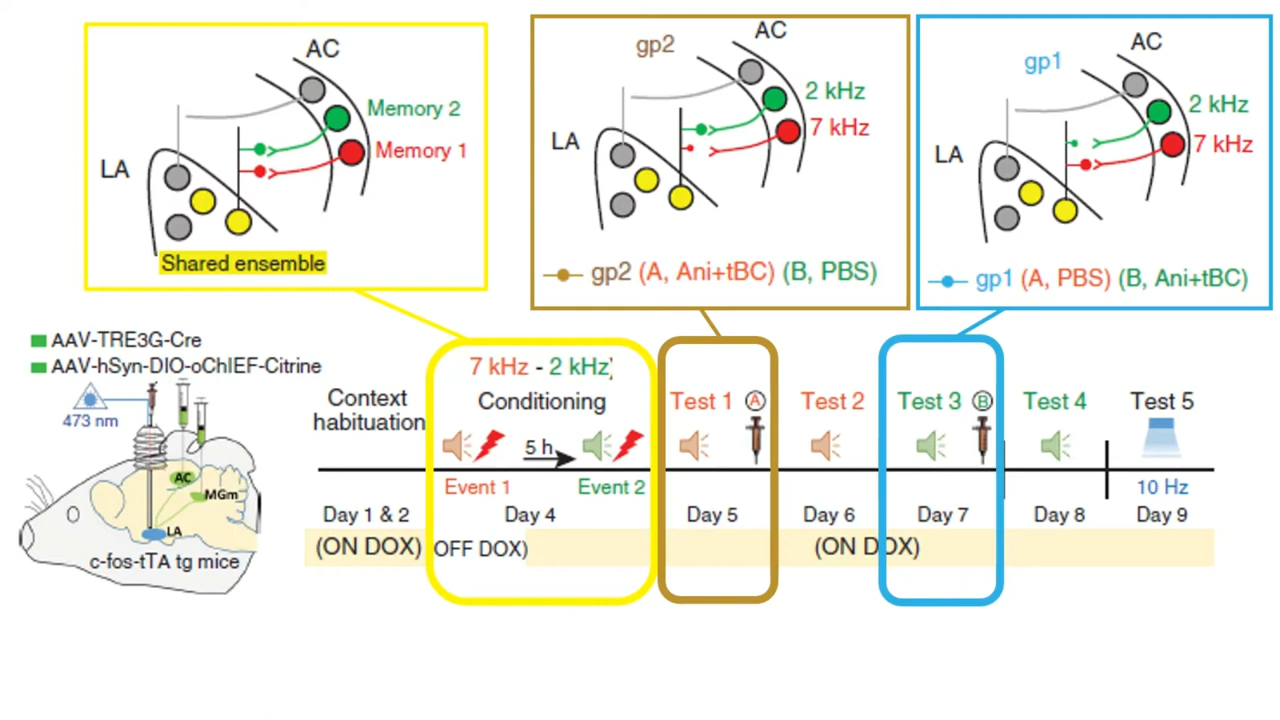 AC
Memory 2
Memory 1
LA
Shared ensemble
gp2
AC
2 kHz
7 kHz
LA
gp2 (A, Ani+tBC) (B, PBS)
gp1
AC
2 kHz
7 kHz
LA
gp1 (A, PBS) (B, Ani+tBC)
AAV-TRE3G-Cre
AAV-hSyn-DIO-oChIEF-Citrine
473 nm
AC
MGm
LA
c-fos-tTA tg mice
7 kHz - 2 kHz)
Context
habituation
Conditioning
Test 1 A
Test 2
Test 3 B
Test 4
Test 5
5 h
Event 1
Event 2
10 Hz
Day 1 & 2
Day 4
Day 5
Day 6
Day 7
Day 8
Day 9
(ON DOX)
OFF DOX)
(ON DOX)